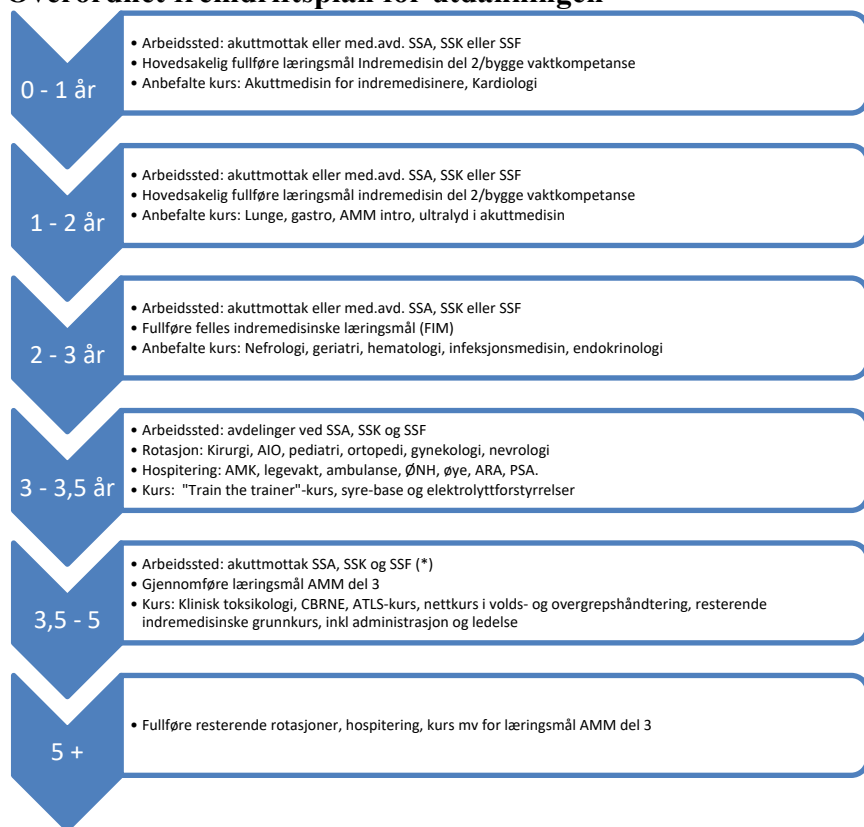 Overordnet fremdriftsplan for utdanningen
0 - 1 år
• Arbeidssted: akuttmottak eller med.avd. SSA, SSK eller SSF
• Hovedsakelig fullføre læringsmål Indremedisin del 2/bygge vaktkompetanse
• Anbefalte kurs: Akuttmedisin for indremedisinere, Kardiologi
1 - 2 år
• Arbeidssted: akuttmottak eller med.avd. SSA, SSK eller SSF
• Hovedsakelig fullføre læringsmål indremedisin del 2/bygge vaktkompetanse
• Anbefalte kurs: Lunge, gastro, AMM intro, ultralyd i akuttmedisin
2 - 3 år
• Arbeidssted: akuttmottak eller med.avd. SSA, SSK eller SSF
• Fullføre felles indremedisinske læringsmål (FIM)
• Anbefalte kurs: Nefrologi, geriatri, hematologi, infeksjonsmedisin, endokrinologi
3 - 3,5 år
• Arbeidssted: avdelinger ved SSA, SSK og SSF
• Rotasjon: Kirurgi, AIO, pediatri, ortopedi, gynekologi, nevrologi
• Hospitering: AMK, legevakt, ambulanse, ØNH, øye, ARA, PSA.
• Kurs: "Train the trainer"-kurs, syre-base og elektrolyttforstyrrelser
3,5 - 5
• Arbeidssted: akuttmottak SSA, SSK og SSF (*)
• Gjennomføre læringsmål AMM del 3
• Kurs: Klinisk toksikologi, CBRNE, ATLS-kurs, nettkurs i volds- og overgrepshåndtering, resterende
indremedisinske grunnkurs, inkl administrasjon og ledelse
5 +
• Fullføre resterende rotasjoner, hospitering, kurs mv for læringsmål AMM del 3